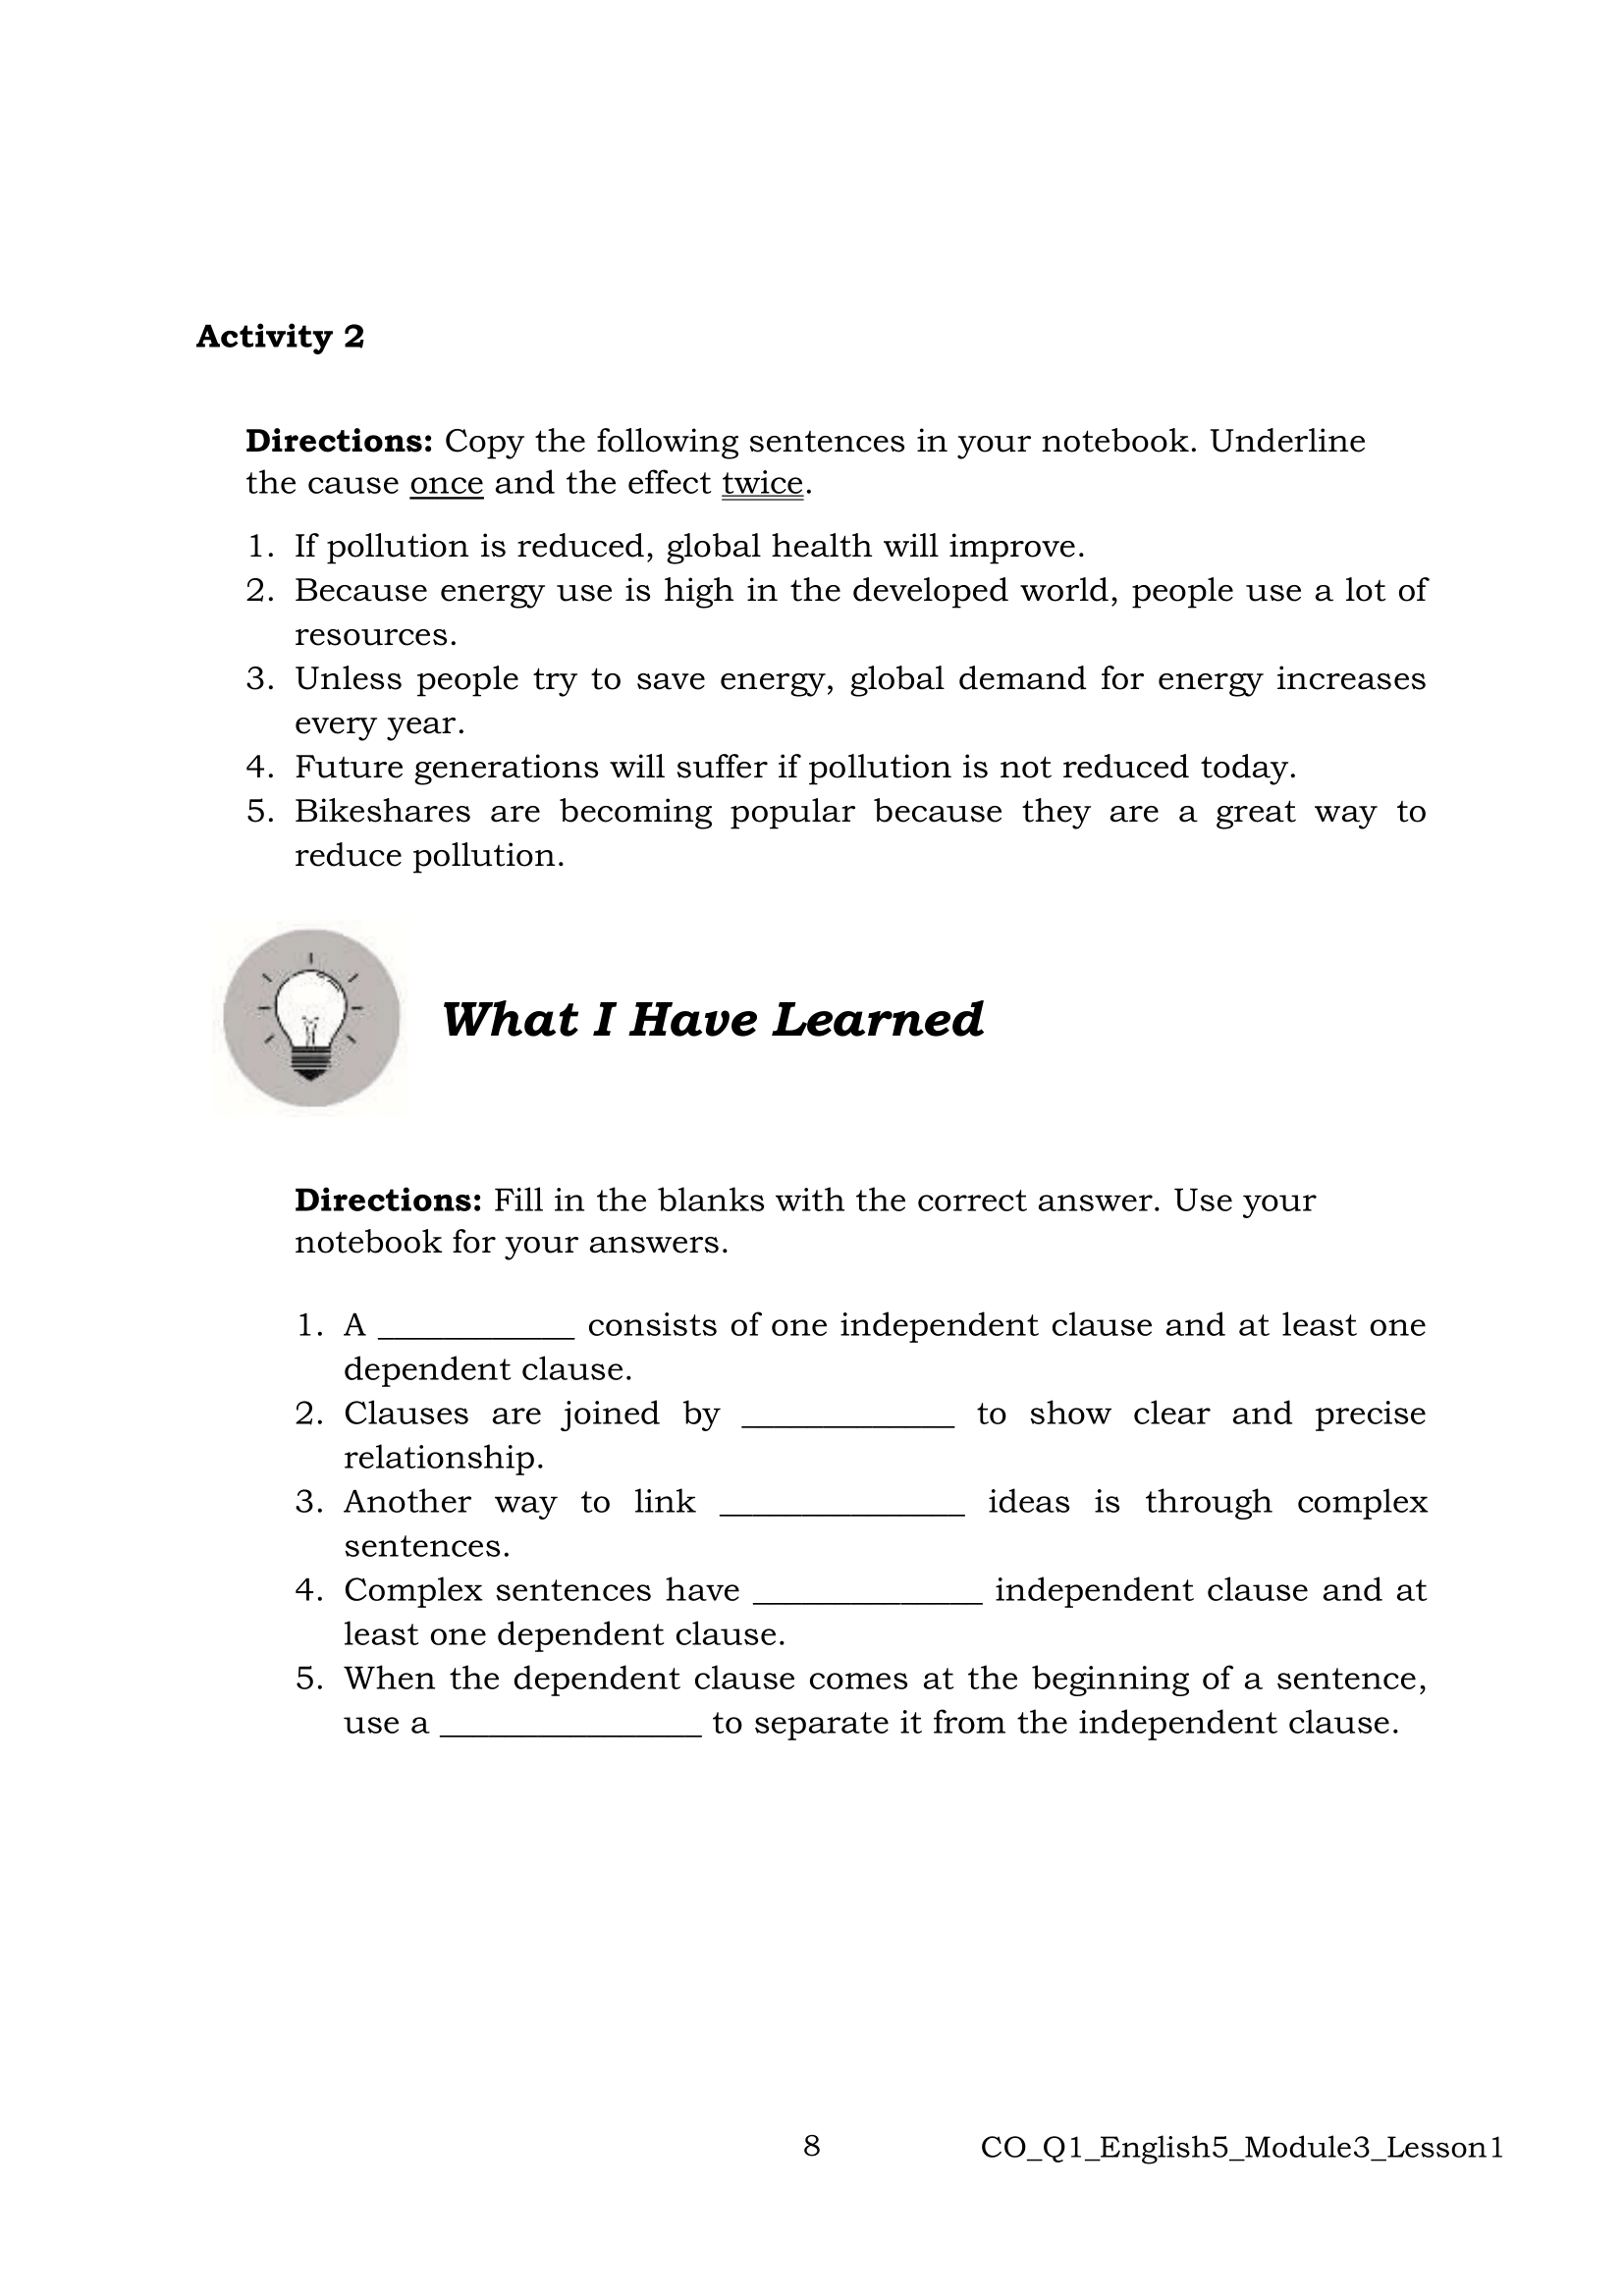 Activity 2
Directions: Copy the following sentences in your notebook. Underline
the cause once and the effect twice.
1. If pollution is reduced, global health will improve.
2. Because energy use is high in the developed world, people use a lot of
resources.
3. Unless people try to save energy, global demand for energy increases
every year.
4. Future generations will suffer if pollution is not reduced today.
5. Bikeshares are becoming popular because they are a great way to
reduce pollution.
What I Have Learned
Directions: Fill in the blanks with the correct answer. Use your
notebook for your answers.
1. A ____________ consists of one independent clause and at least one
dependent clause.
2. Clauses are joined by _____________ to show clear and precise
relationship.
3. Another way to link _______________ ideas is through complex
sentences.
4. Complex sentences have ______________ independent clause and at
least one dependent clause.
5. When the dependent clause comes at the beginning of a sentence,
use a ________________ to separate it from the independent clause.
8 CO_Q1_English5_Module3_Lesson1